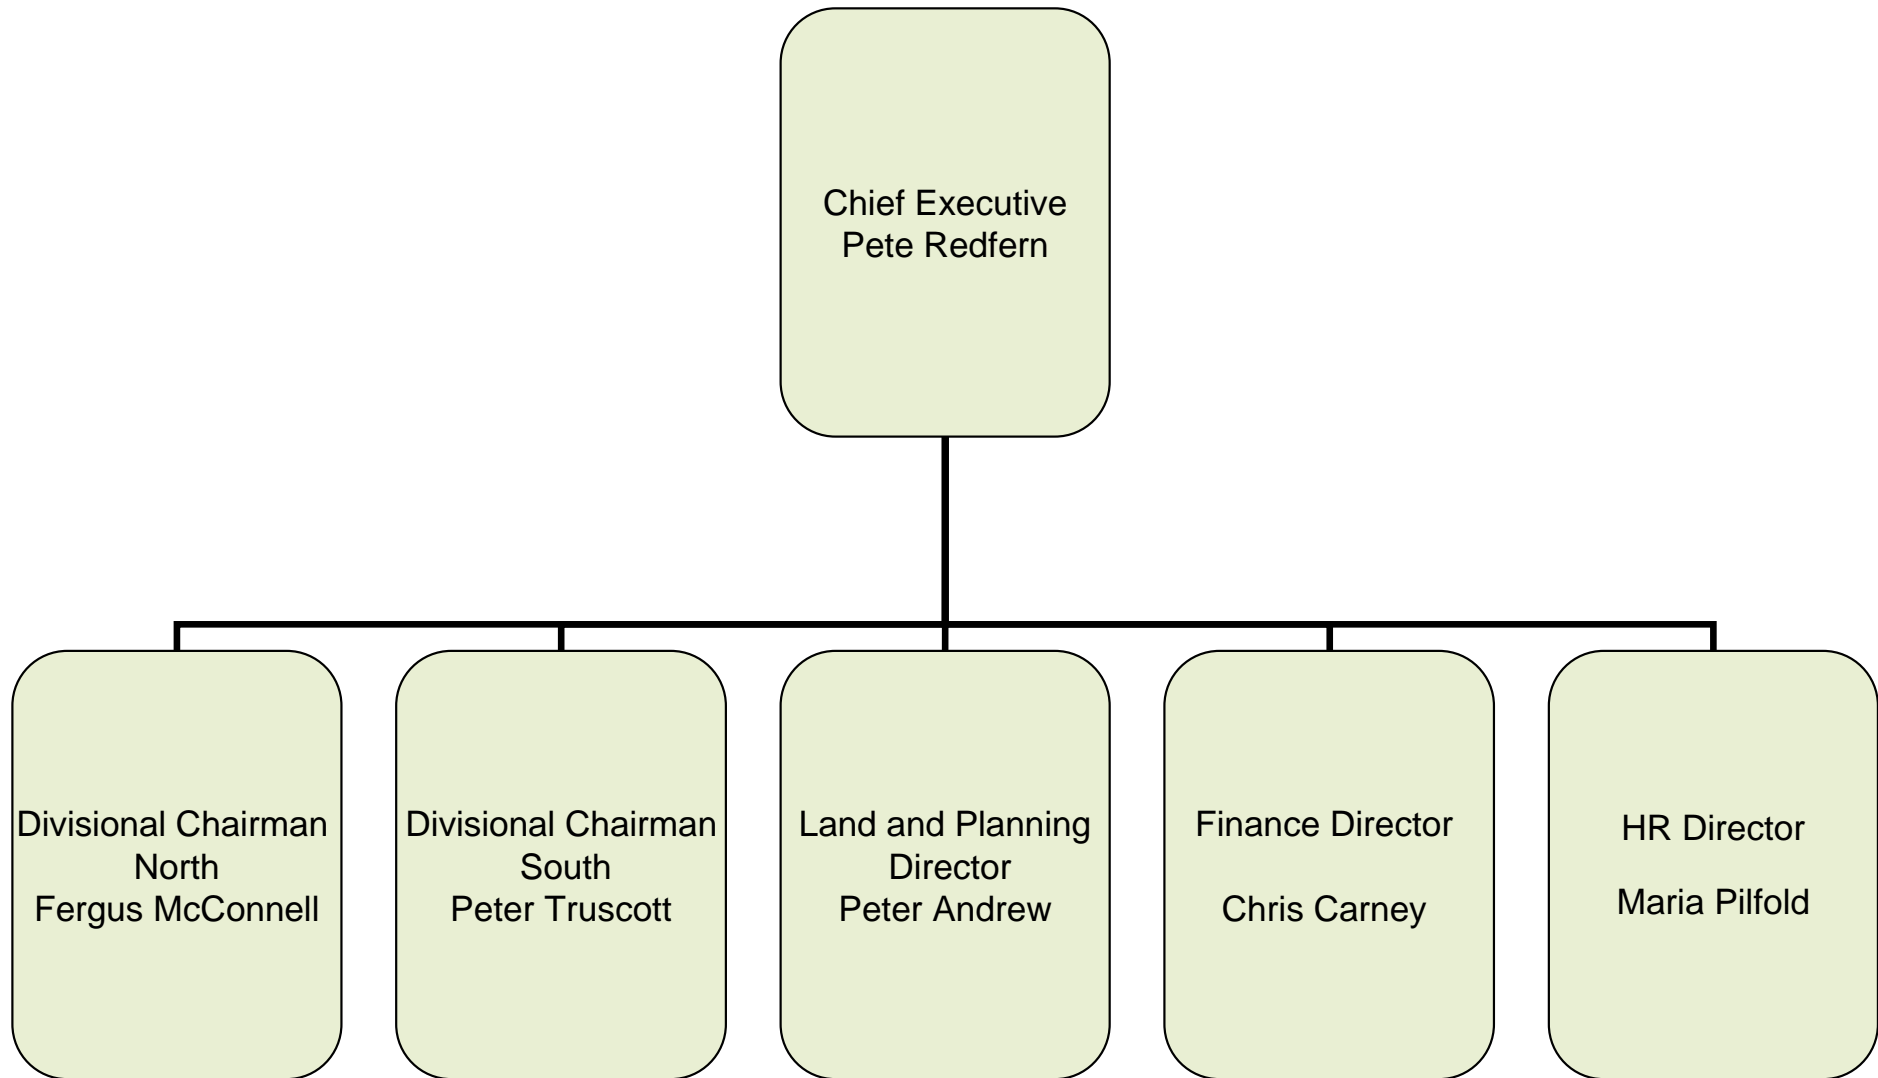 Chief Executive
Pete Redfern
Divisional Chairman
North
Fergus McConnell
Divisional Chairman
South
Peter Truscott
Land and Planning
Director
Peter Andrew
Finance Director
Chris Carney
HR Director
Maria Pilfold